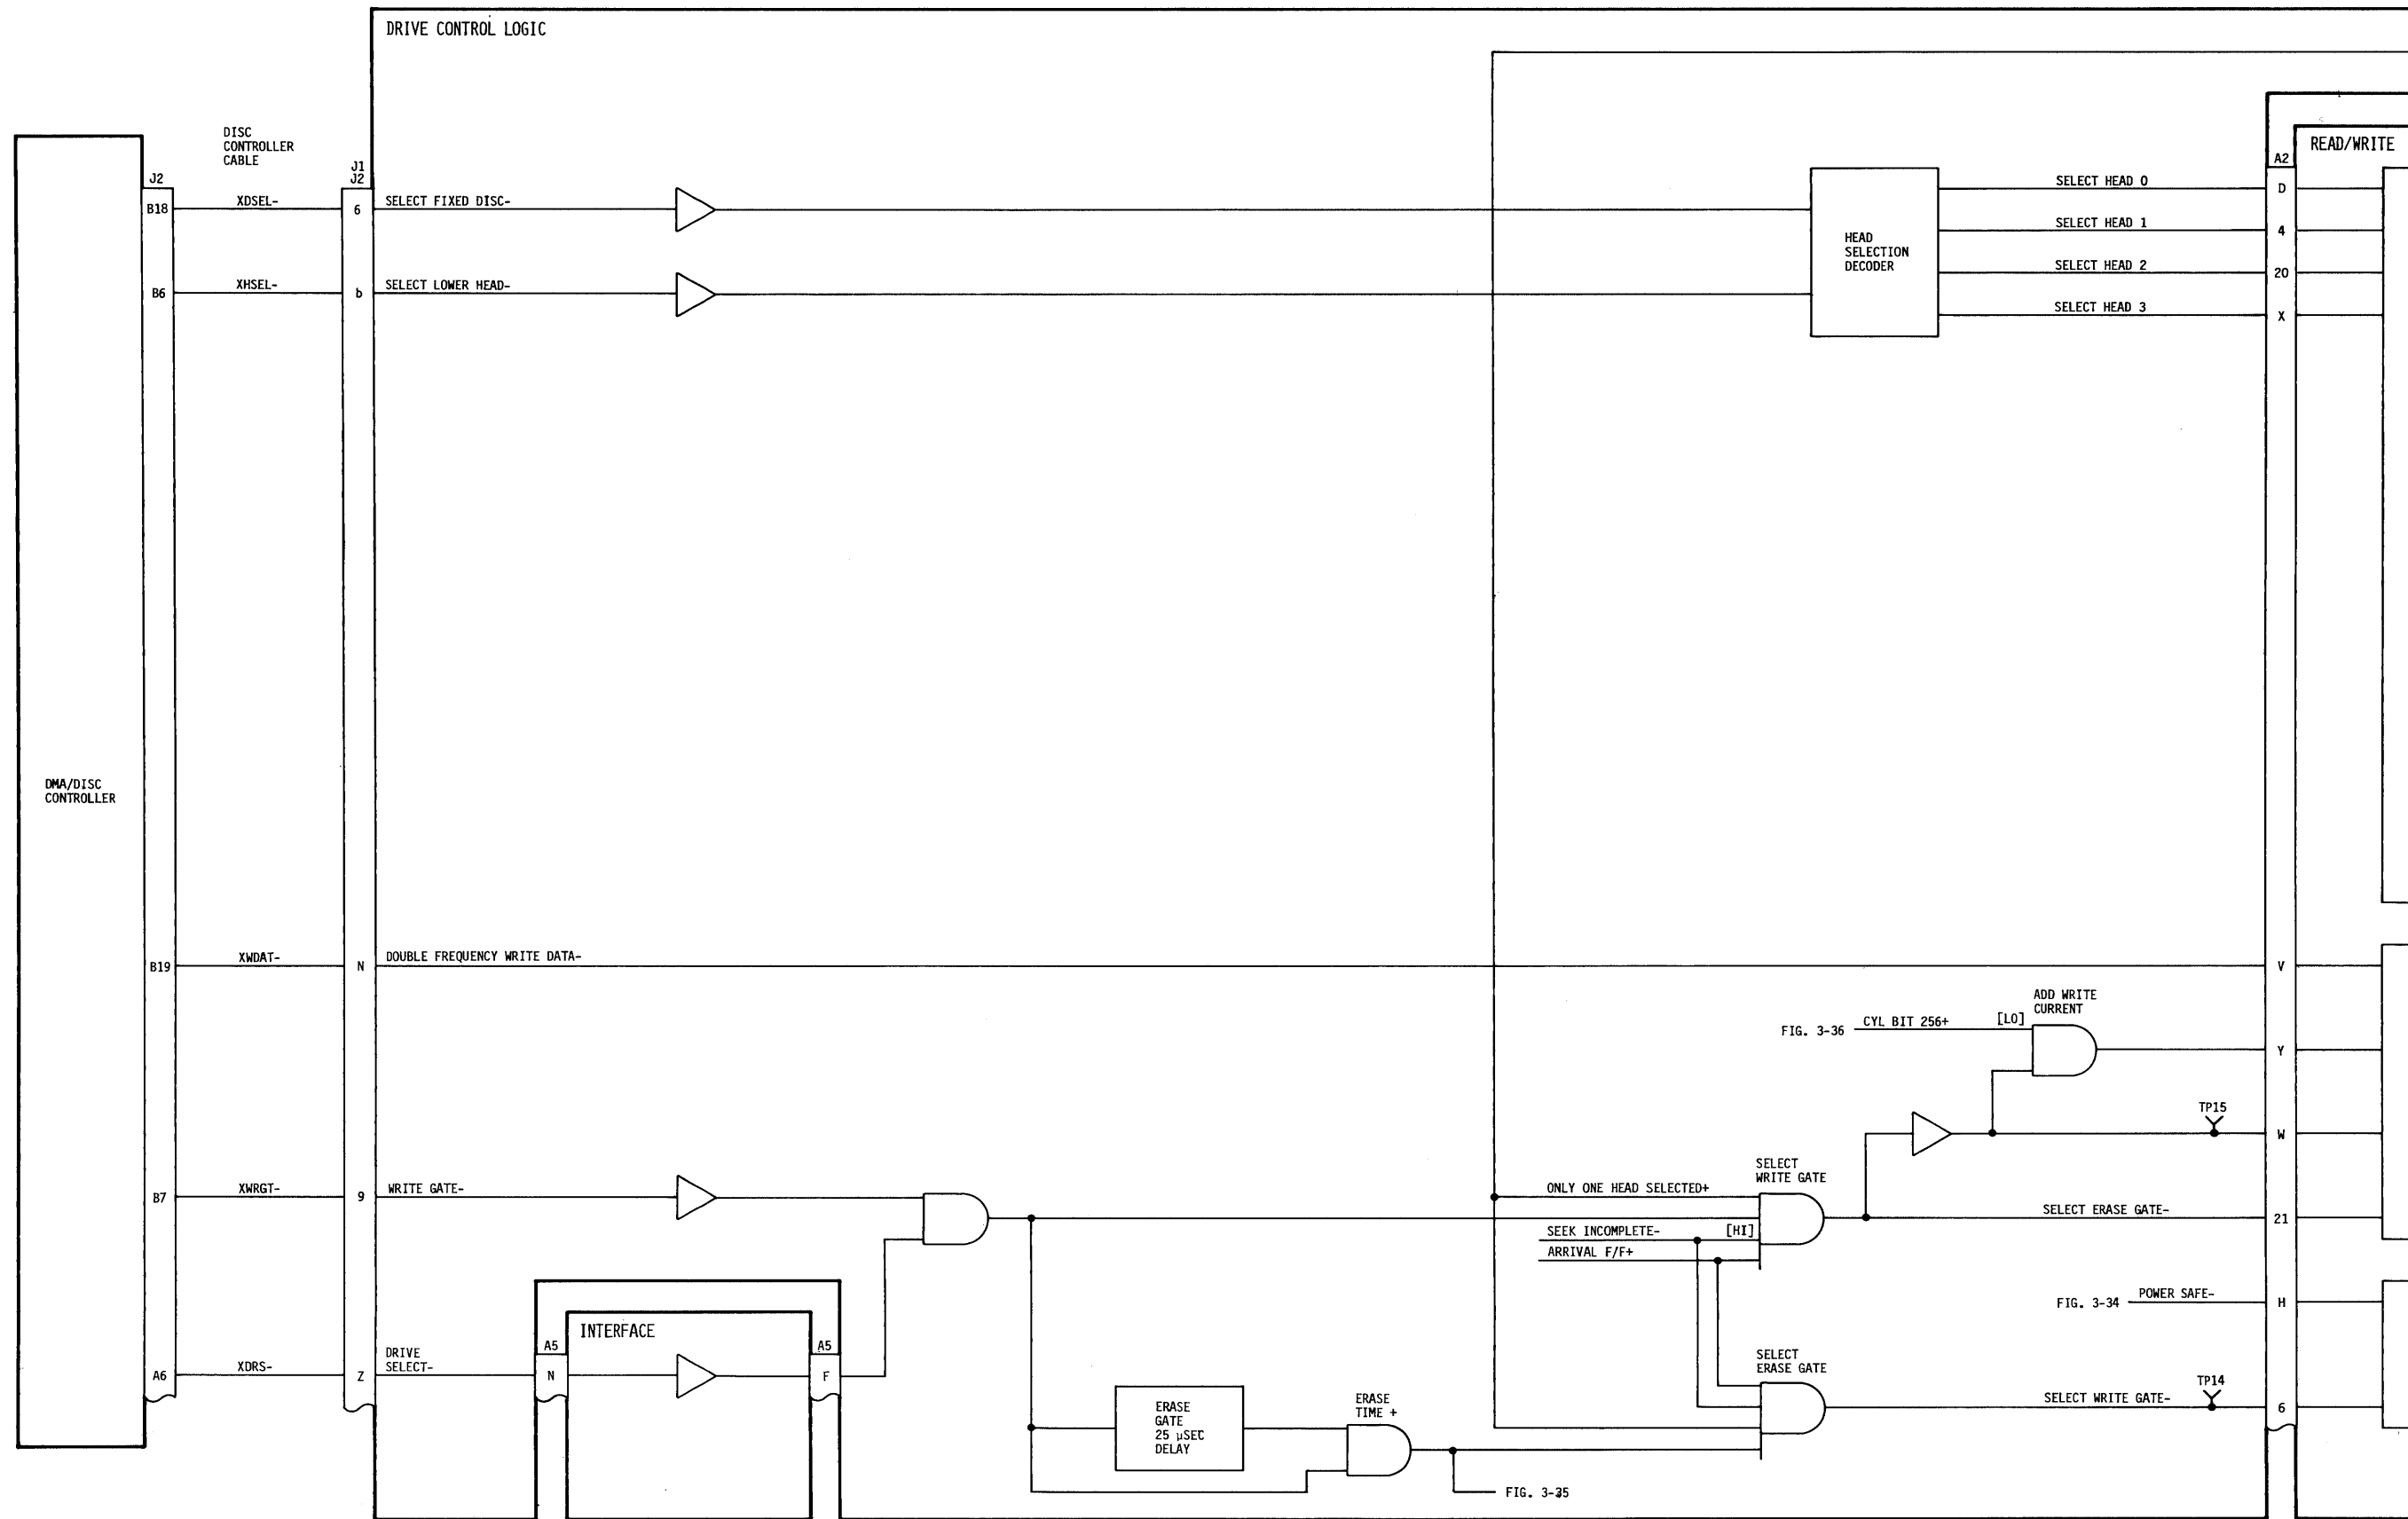 DRIVE CONTROL LOGIC
READ/WRITE
DISC
CONTROLLER
CABLE
J1
J2
J2
A2
B18
XDSEL-
6
SELECT FIXED DISC-
SELECT HEAD 0
D
SELECT HEAD 1
4
HEAD
SELECTION
DECODER
SELECT HEAD 2
20
B6
XHSEL-
b
SELECT LOWER HEAD-
SELECT HEAD 3
X
DMA/DISC
CONTROLLER
B19
XWDAT-
N
DOUBLE FREQUENCY WRITE DATA-
V
ADD WRITE
CURRENT
FIG. 3-36
CYL BIT 256+
[LO]
Y
TP15
W
SELECT
WRITE GATE
B7
XWRGT-
9
WRITE GATE-
ONLY ONE HEAD SELECTED+
SELECT ERASE GATE-
21
SEEK INCOMPLETE-
[HI]
ARRIVAL F/F+
FIG. 3-34
POWER SAFE-
H
INTERFACE
A5
A5
A6
XDRS-
Z
DRIVE
SELECT-
N
F
SELECT
ERASE GATE
TP14
SELECT WRITE GATE-
6
ERASE
GATE
25 μSEC
DELAY
ERASE
TIME +
FIG. 3-35